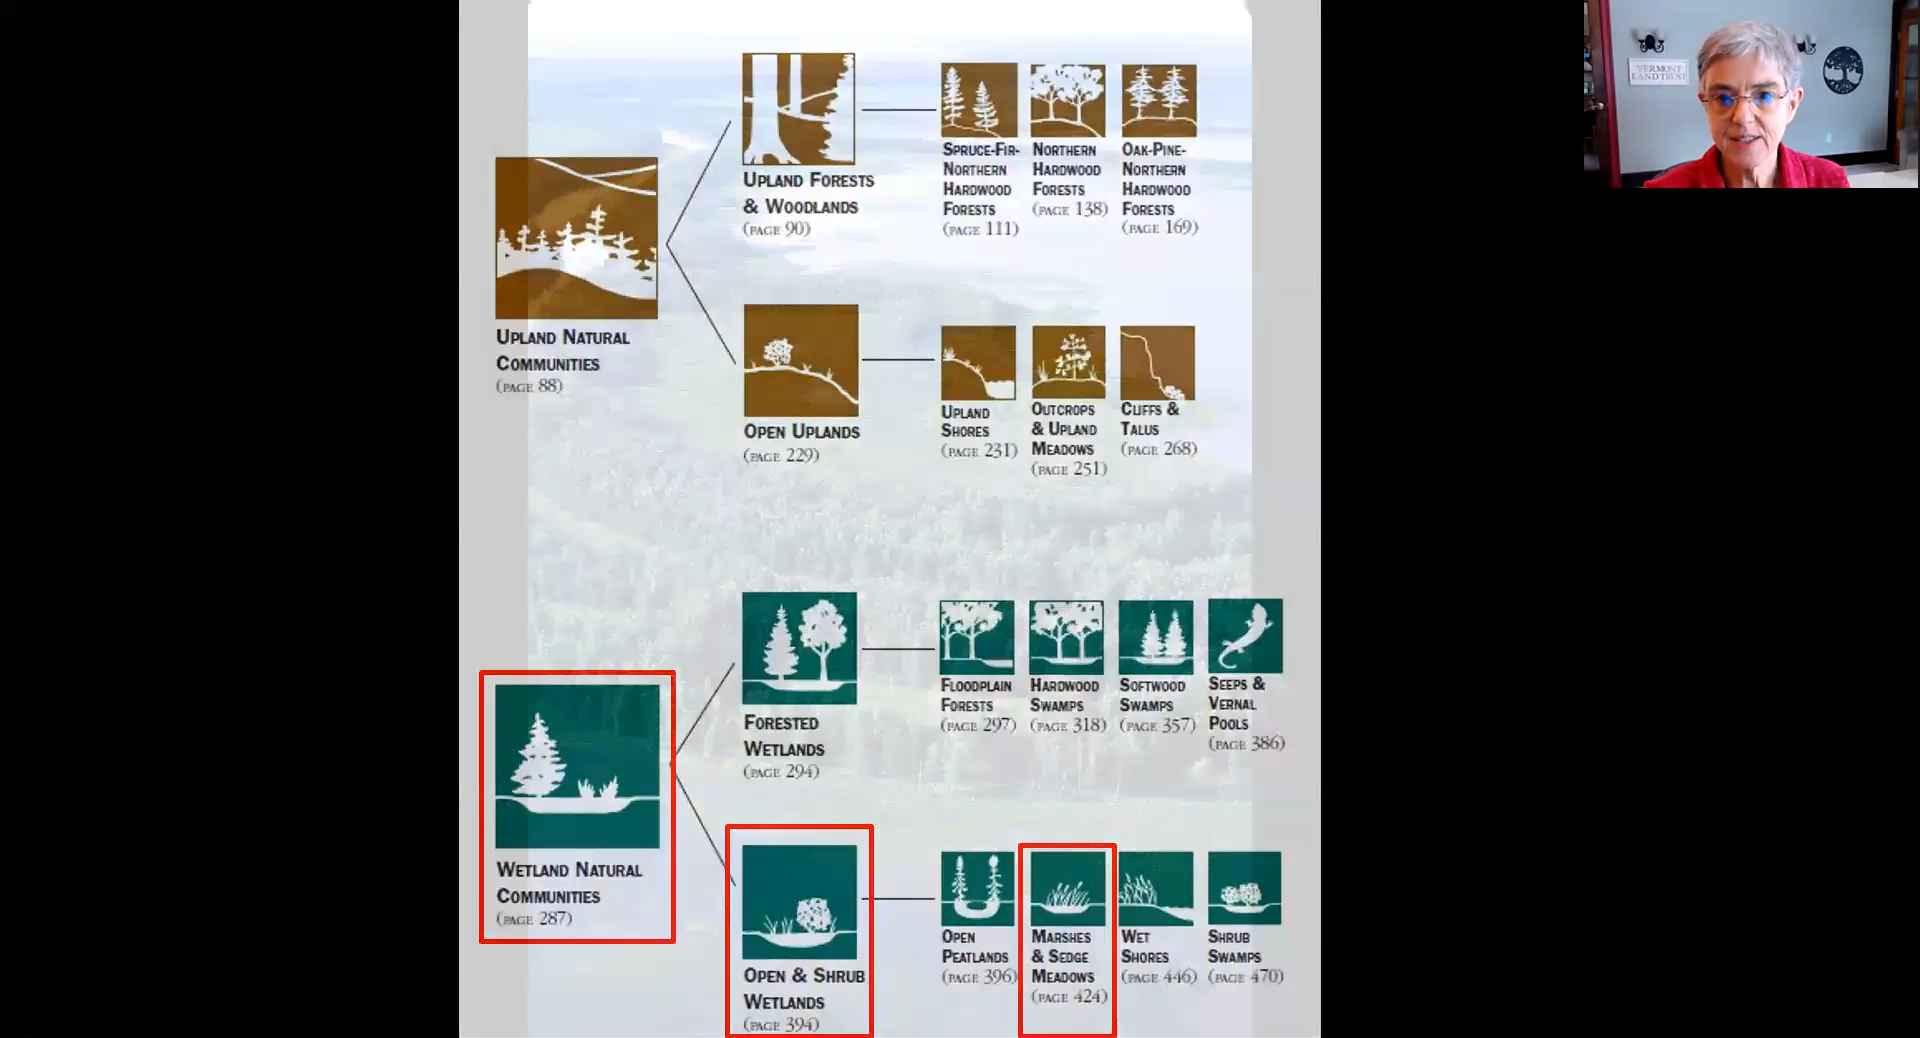 VERMONT
LAND TRUST
UPLAND NATURAL
COMMUNITIES
(PAGE 88)
UPLAND FORESTS
& WOODLANDS
(PAGE 90)
SPRUCE-FIR-
NORTHERN
HARDWOOD
FORESTS
(PAGE 111)
NORTHERN
HARDWOOD
FORESTS
(PAGE 138)
OAK-PINE-
NORTHERN
HARDWOOD
FORESTS
(PAGE 169)
OPEN UPLANDS
(PAGE 229)
UPLAND
SHORES
(PAGE 231)
OUTCROPS
& UPLAND
MEADOWS
(PAGE 251)
CLIFFS &
TALUS
(PAGE 268)
WETLAND NATURAL
COMMUNITIES
(PAGE 287)
FORESTED
WETLANDS
(PAGE 294)
FLOODPLAIN
FORESTS
(PAGE 297)
HARDWOOD
SWAMPS
(PAGE 318)
SOFTWOOD
SWAMPS
(PAGE 357)
SEEPS &
VERNAL
POOLS
(PAGE 386)
OPEN & SHRUB
WETLANDS
(PAGE 394)
OPEN
PEATLANDS
(PAGE 396)
MARSHES
& SEDGE
MEADOWS
(PAGE 424)
WET
SHORES
(PAGE 446)
SHRUB
SWAMPS
(PAGE 470)